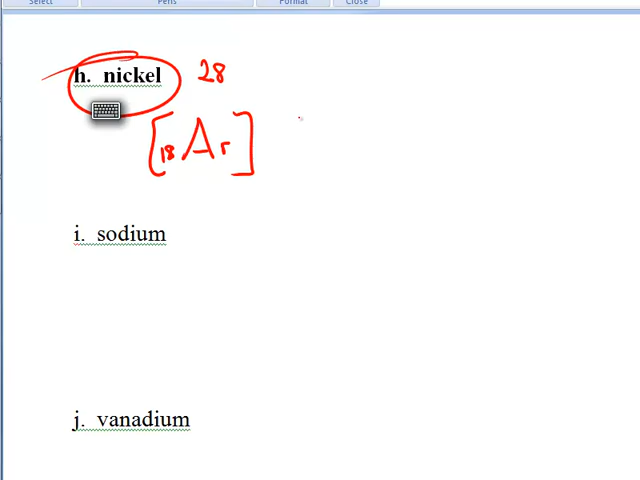 Select Pens Format Close
h. nickel 28
[18Ar]
i. sodium
j. vanadium